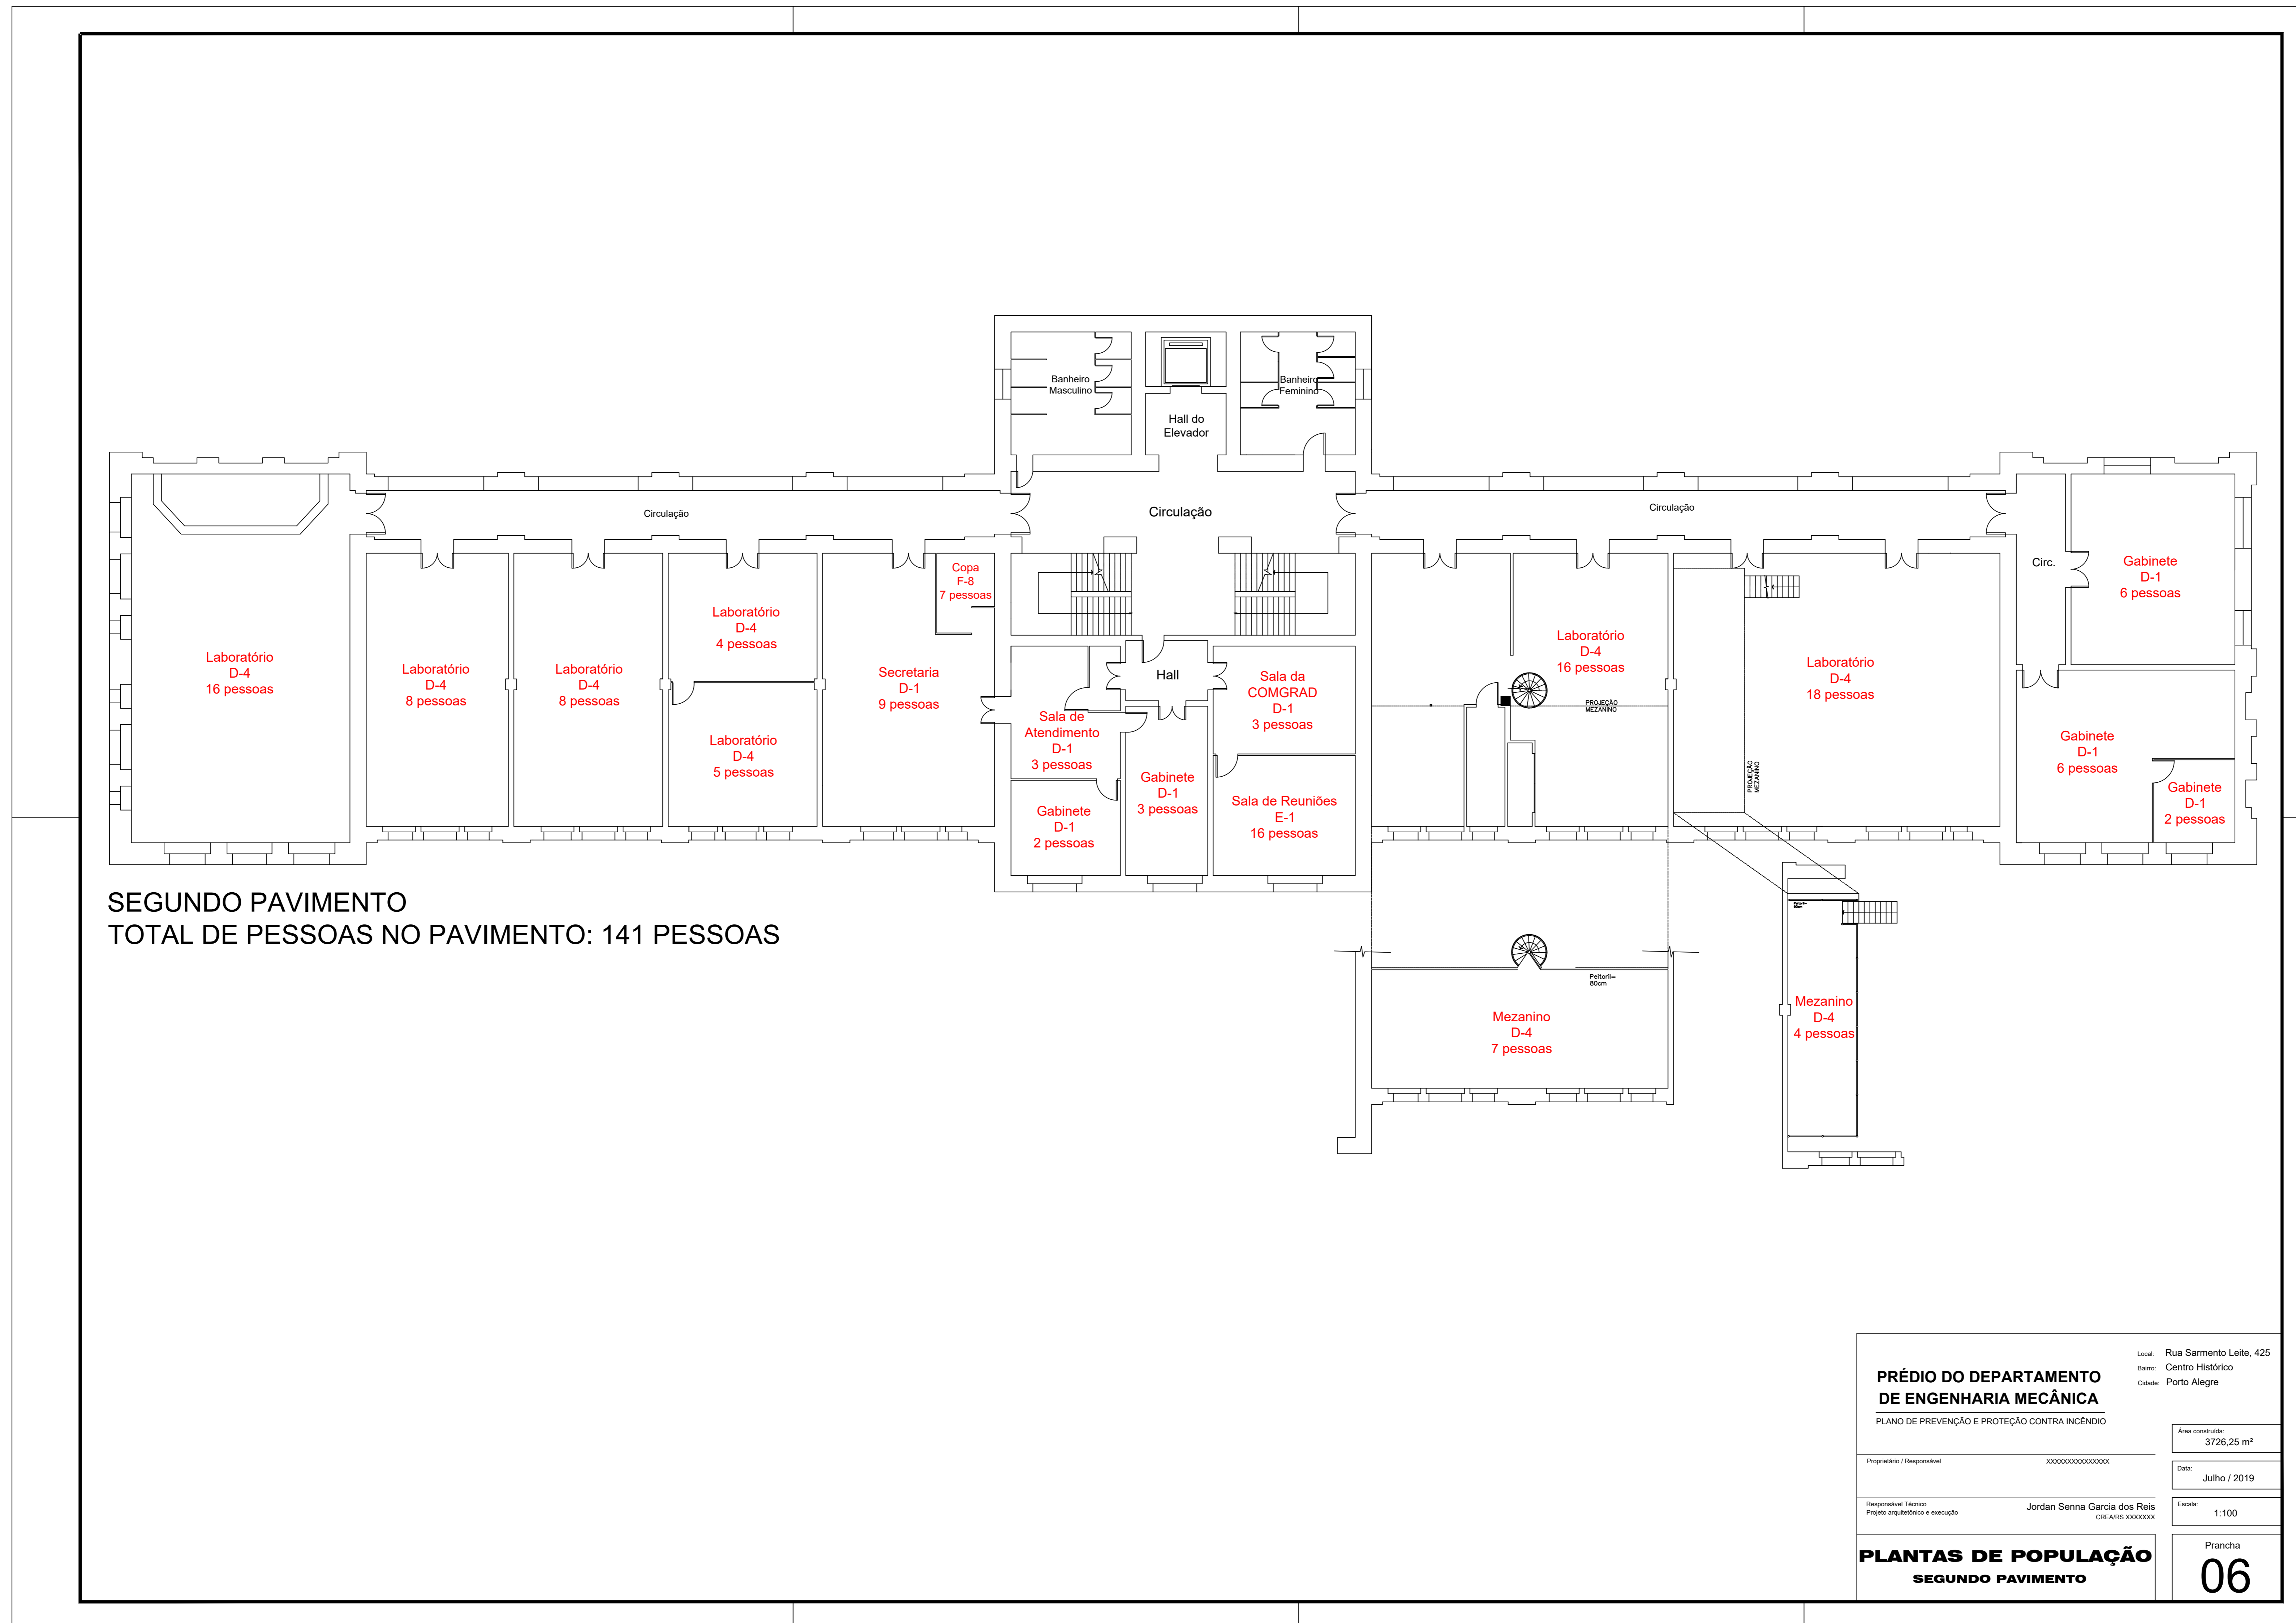 Banheiro
Masculino
Hall do
Elevador
Banheiro
Feminino
Circulação
Circulação
Circulação
Circ.
Laboratório
D-4
16 pessoas
Laboratório
D-4
8 pessoas
Laboratório
D-4
8 pessoas
Laboratório
D-4
4 pessoas
Laboratório
D-4
5 pessoas
Secretaria
D-1
9 pessoas
Copa
F-8
7 pessoas
Sala de
Atendimento
D-1
3 pessoas
Gabinete
D-1
2 pessoas
Hall
Gabinete
D-1
3 pessoas
Sala da
COMGRAD
D-1
3 pessoas
Sala de Reuniões
E-1
16 pessoas
Laboratório
D-4
16 pessoas
PROJEÇÃO
MEZANINO
Laboratório
D-4
18 pessoas
PROJEÇÃO
MEZANINO
Gabinete
D-1
6 pessoas
Gabinete
D-1
6 pessoas
Gabinete
D-1
2 pessoas
SEGUNDO PAVIMENTO
TOTAL DE PESSOAS NO PAVIMENTO: 141 PESSOAS
Peitoril=
80cm
Mezanino
D-4
7 pessoas
Peitoril=
Mezanino
D-4
4 pessoas
PRÉDIO DO DEPARTAMENTO
DE ENGENHARIA MECÂNICA
PLANO DE PREVENÇÃO E PROTEÇÃO CONTRA INCÊNDIO
Local: Rua Sarmento Leite, 425
Bairro: Centro Histórico
Cidade: Porto Alegre
Área construída:
3726,25 m²
Proprietário / Responsável XXXXXXXXXXXXXXX
Data:
Julho / 2019
Responsável Técnico
Projeto arquitetônico e execução
Jordan Senna Garcia dos Reis
CREA/RS XXXXXXX
Escala:
1:100
PLANTAS DE POPULAÇÃO
SEGUNDO PAVIMENTO
Prancha
06